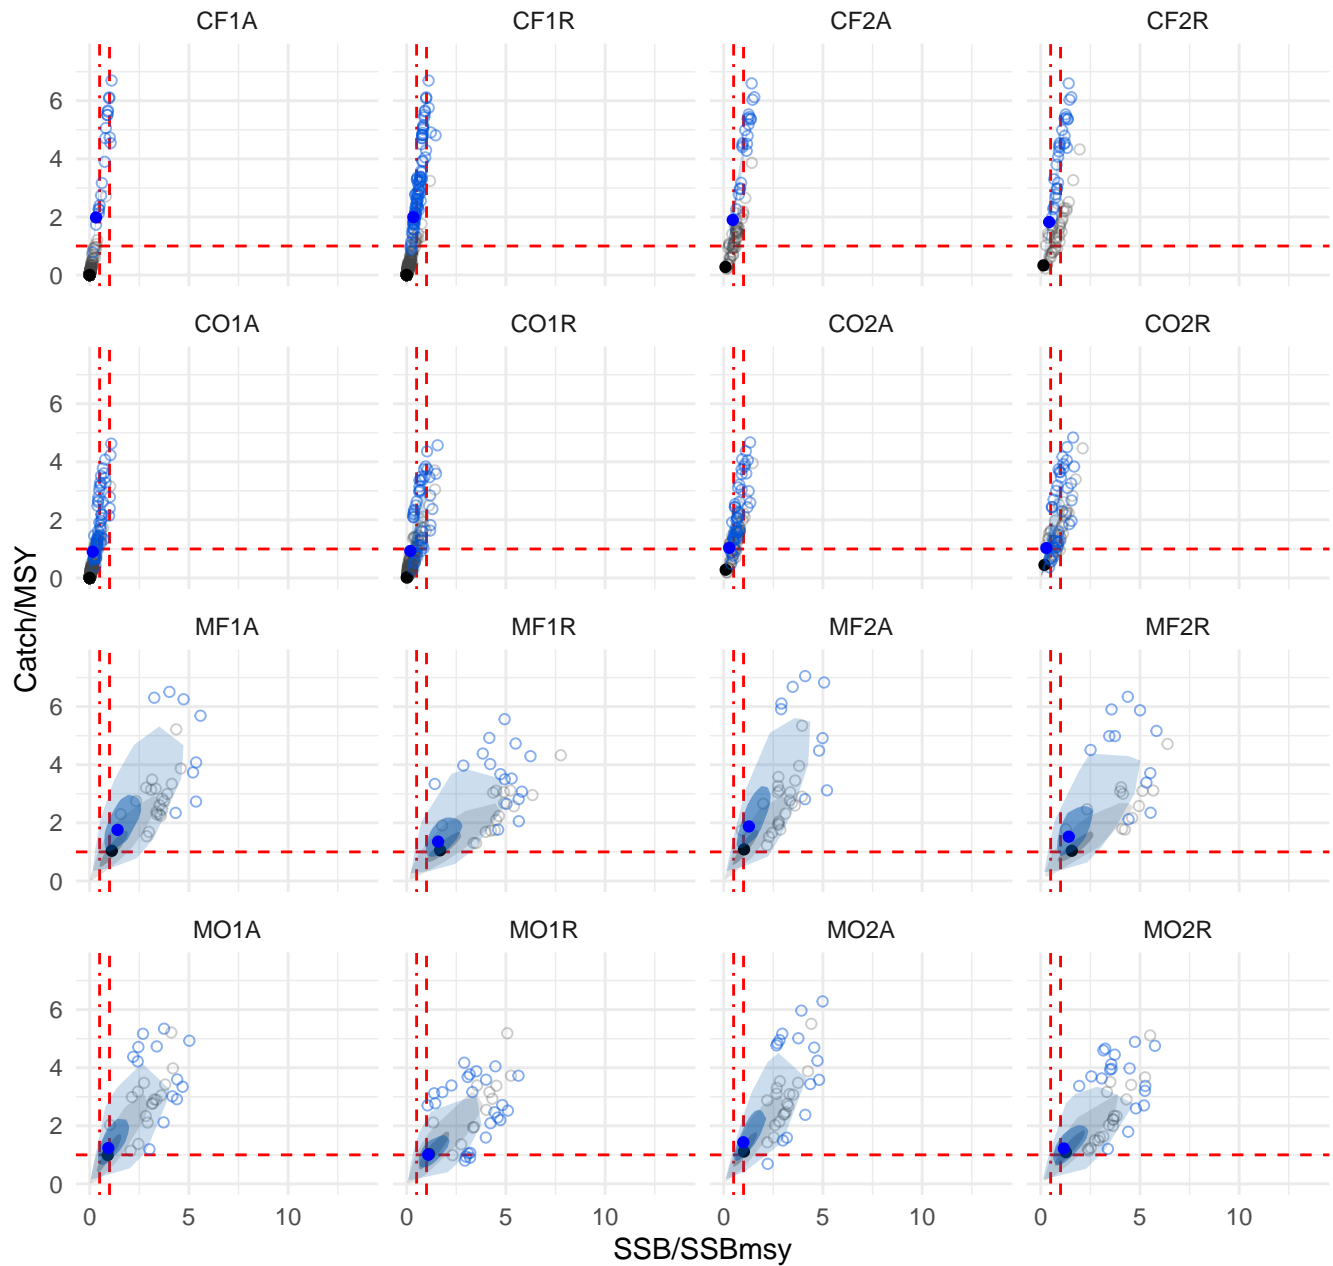 CF1A CF1R CF2A CF2R
6
4
2
0
CO1A CO1R CO2A CO2R
6
4
2
0
Catch/MSY
MF1A MF1R MF2A MF2R
6
4
2
0
MO1A MO1R MO2A MO2R
6
4
2
0
0 5 10 0 5 10 0 5 10 0 5 10
SSB/SSBmsy